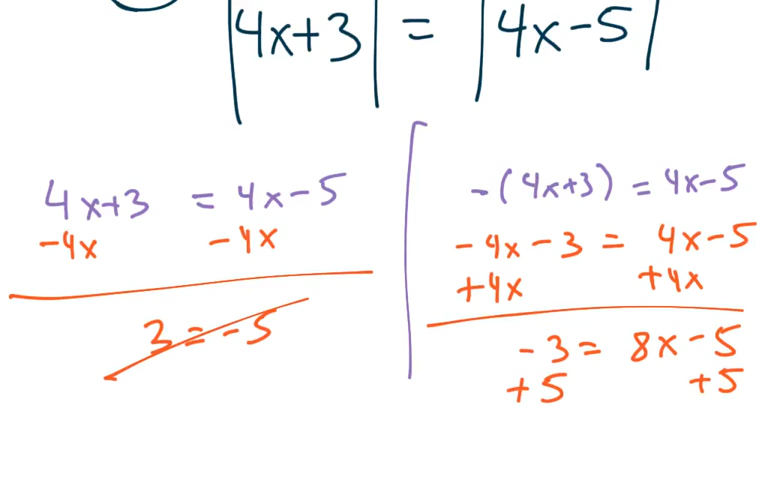 |4x+3| = |4x-5|
4x+3 = 4x-5
-4x -4x
3 = -5
-(4x+3) = 4x-5
-4x-3 = 4x-5
+4x +4x
-3 = 8x-5
+5 +5